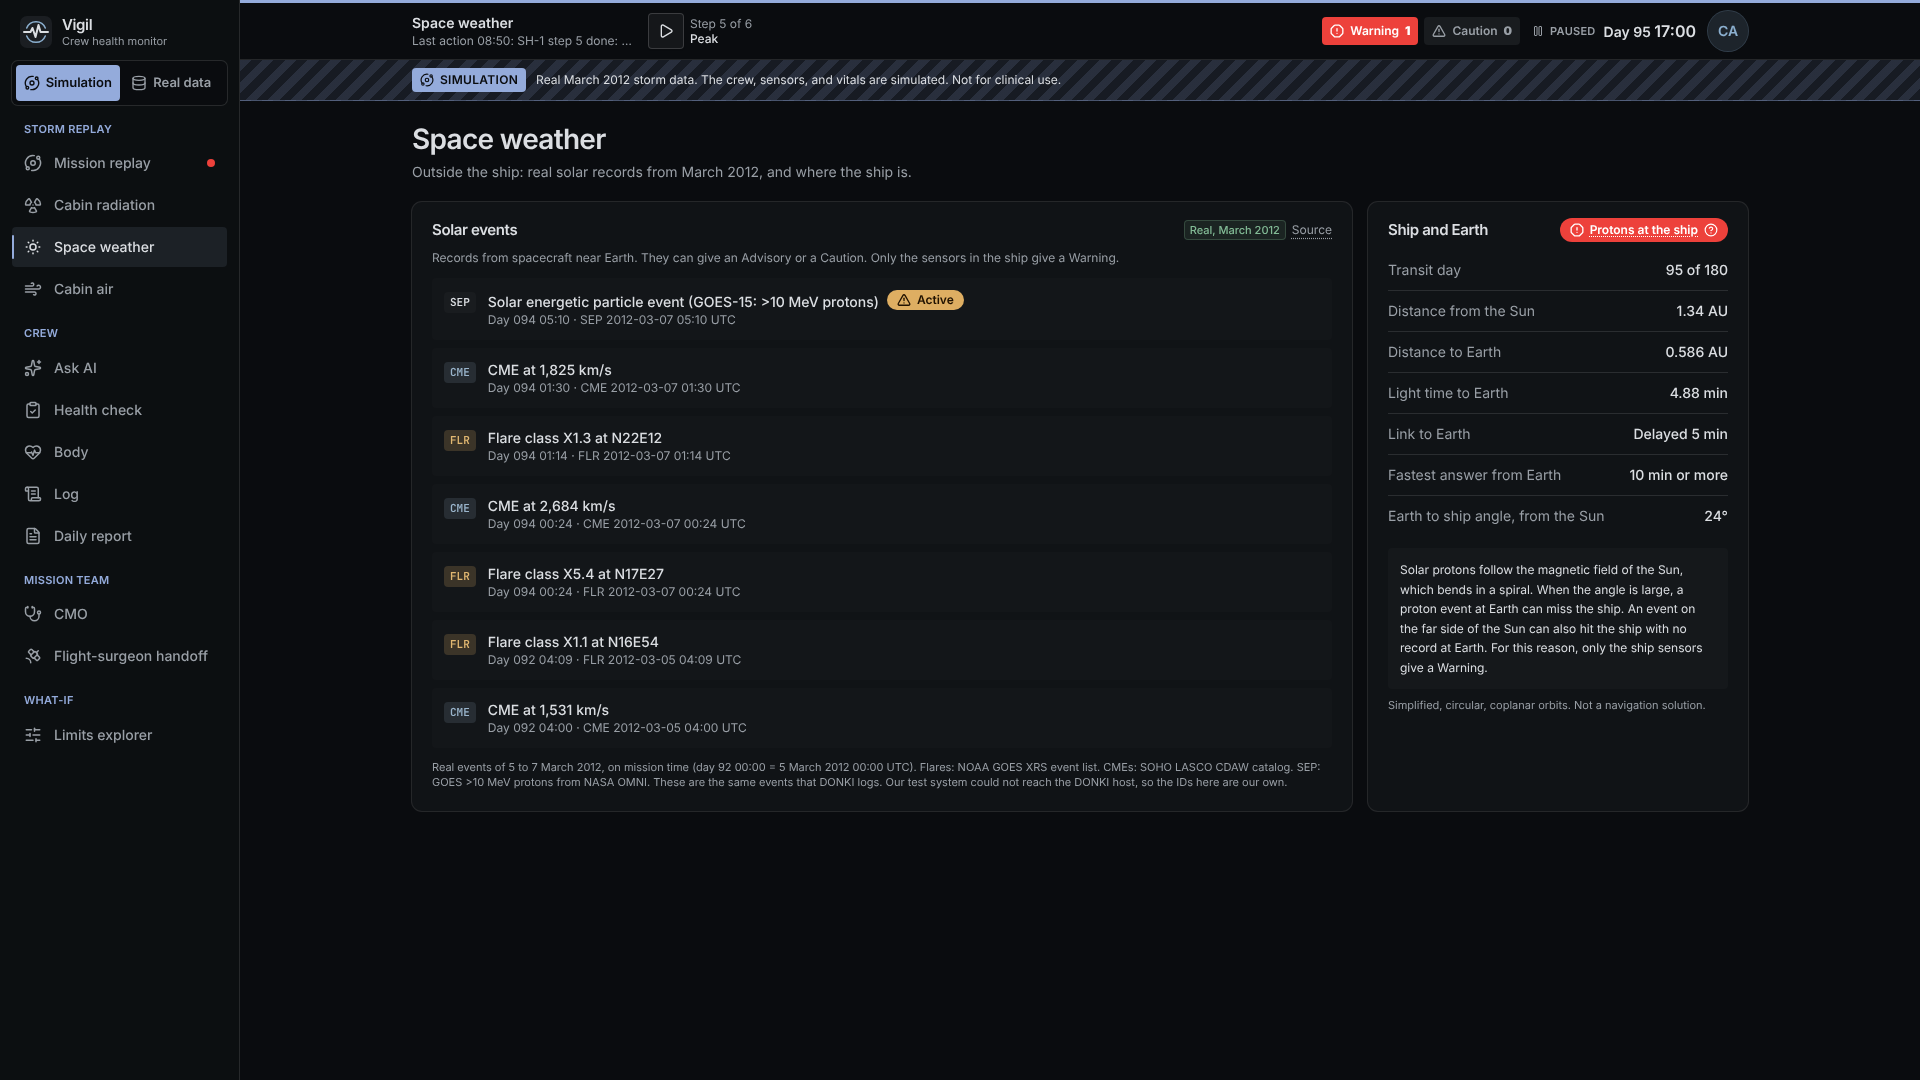 Vigil
Crew health monitor
Simulation
Real data
STORM REPLAY
Mission replay
Cabin radiation
Space weather
Cabin air
CREW
Ask AI
Health check
Body
Log
Daily report
MISSION TEAM
CMO
Flight-surgeon handoff
WHAT-IF
Limits explorer
Space weather
Last action 08:50: SH-1 step 5 done: ...
Step 5 of 6
Peak
Warning 1
Caution 0
PAUSED
Day 95 17:00
CA
SIMULATION
Real March 2012 storm data. The crew, sensors, and vitals are simulated. Not for clinical use.
Space weather
Outside the ship: real solar records from March 2012, and where the ship is.
Solar events
Real, March 2012
Source
Records from spacecraft near Earth. They can give an Advisory or a Caution. Only the sensors in the ship give a Warning.
SEP
Solar energetic particle event (GOES-15: >10 MeV protons)
Active
Day 094 05:10 · SEP 2012-03-07 05:10 UTC
CME
CME at 1,825 km/s
Day 094 01:30 · CME 2012-03-07 01:30 UTC
FLR
Flare class X1.3 at N22E12
Day 094 01:14 · FLR 2012-03-07 01:14 UTC
CME
CME at 2,684 km/s
Day 094 00:24 · CME 2012-03-07 00:24 UTC
FLR
Flare class X5.4 at N17E27
Day 094 00:24 · FLR 2012-03-07 00:24 UTC
FLR
Flare class X1.1 at N16E54
Day 092 04:09 · FLR 2012-03-05 04:09 UTC
CME
CME at 1,531 km/s
Day 092 04:00 · CME 2012-03-05 04:00 UTC
Real events of 5 to 7 March 2012, on mission time (day 92 00:00 = 5 March 2012 00:00 UTC). Flares: NOAA GOES XRS event list. CMEs: SOHO LASCO CDAW catalog. SEP:
GOES >10 MeV protons from NASA OMNI. These are the same events that DONKI logs. Our test system could not reach the DONKI host, so the IDs here are our own.
Ship and Earth
Protons at the ship
Transit day
95 of 180
Distance from the Sun
1.34 AU
Distance to Earth
0.586 AU
Light time to Earth
4.88 min
Link to Earth
Delayed 5 min
Fastest answer from Earth
10 min or more
Earth to ship angle, from the Sun
24°
Solar protons follow the magnetic field of the Sun,
which bends in a spiral. When the angle is large, a
proton event at Earth can miss the ship. An event on
the far side of the Sun can also hit the ship with no
record at Earth. For this reason, only the ship sensors
give a Warning.
Simplified, circular, coplanar orbits. Not a navigation solution.